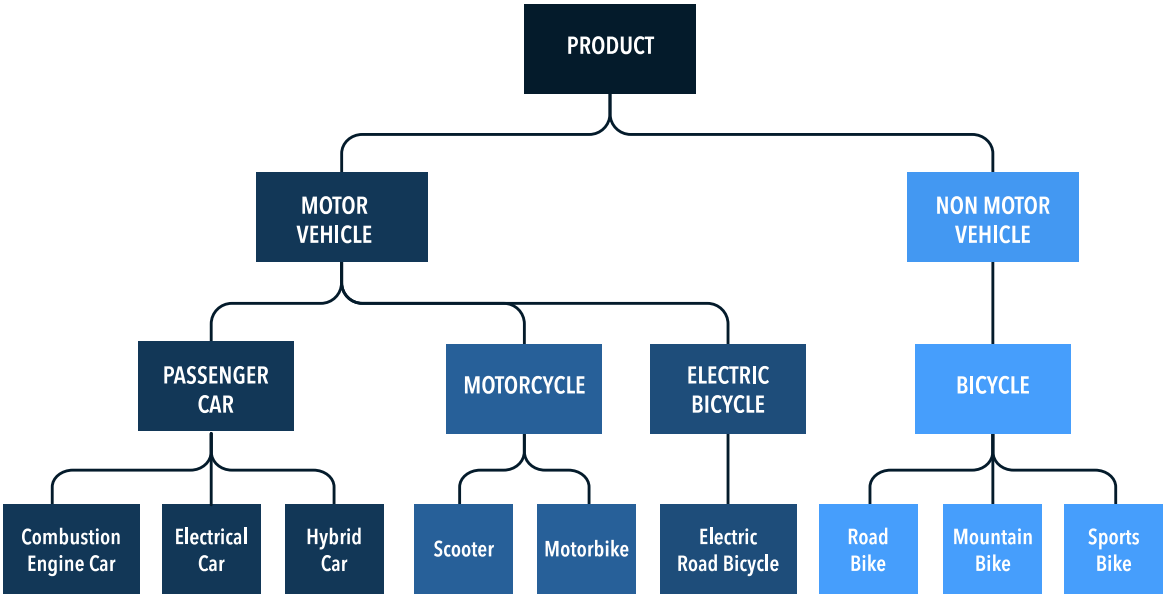 PRODUCT
MOTOR
VEHICLE
NON MOTOR
VEHICLE
PASSENGER
CAR
MOTORCYCLE
ELECTRIC
BICYCLE
BICYCLE
Combustion
Engine Car
Electrical
Car
Hybrid
Car
Scooter
Motorbike
Electric
Road Bicycle
Road
Bike
Mountain
Bike
Sports
Bike